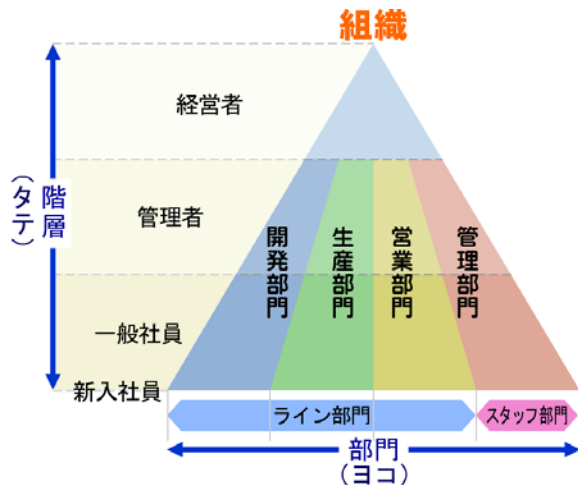 組織
経営者
管理者
一般社員
新入社員
階層
（タテ）
開発部門
生産部門
営業部門
管理部門
ライン部門
スタッフ部門
部門
（ヨコ）